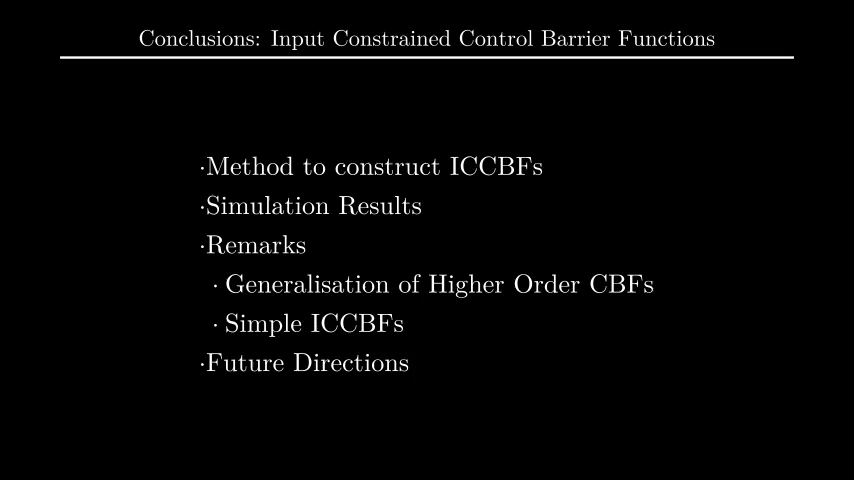 Conclusions: Input Constrained Control Barrier Functions
·Method to construct ICCBFs
·Simulation Results
·Remarks
· Generalisation of Higher Order CBFs
· Simple ICCBFs
·Future Directions